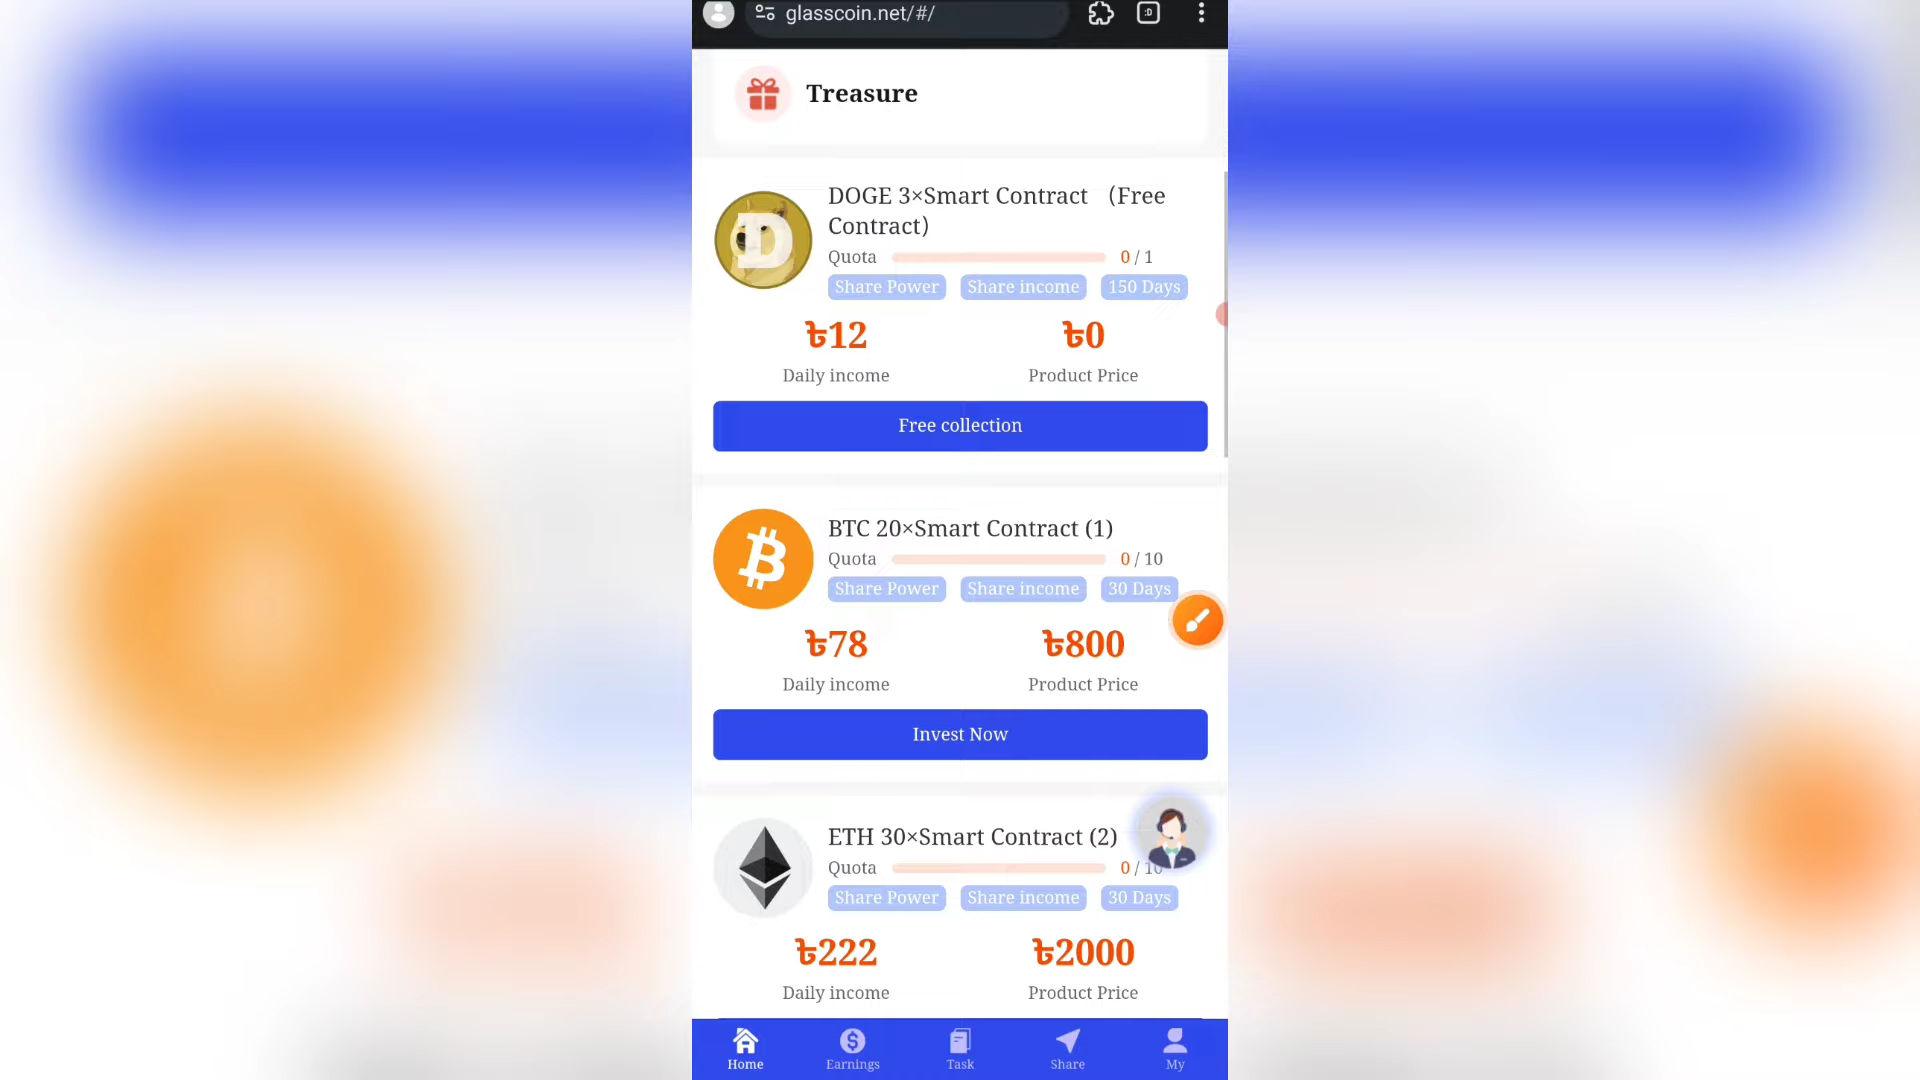 glasscoin.net/#/
:D
Treasure
DOGE 3×Smart Contract （Free
Contract）
Quota 0 / 1
Share Power Share income 150 Days
৳12 ৳0
Daily income Product Price
Free collection
BTC 20×Smart Contract (1)
Quota 0 / 10
Share Power Share income 30 Days
৳78 ৳800
Daily income Product Price
Invest Now
ETH 30×Smart Contract (2)
Quota 0 / 10
Share Power Share income 30 Days
৳222 ৳2000
Daily income Product Price
Home Earnings Task Share My